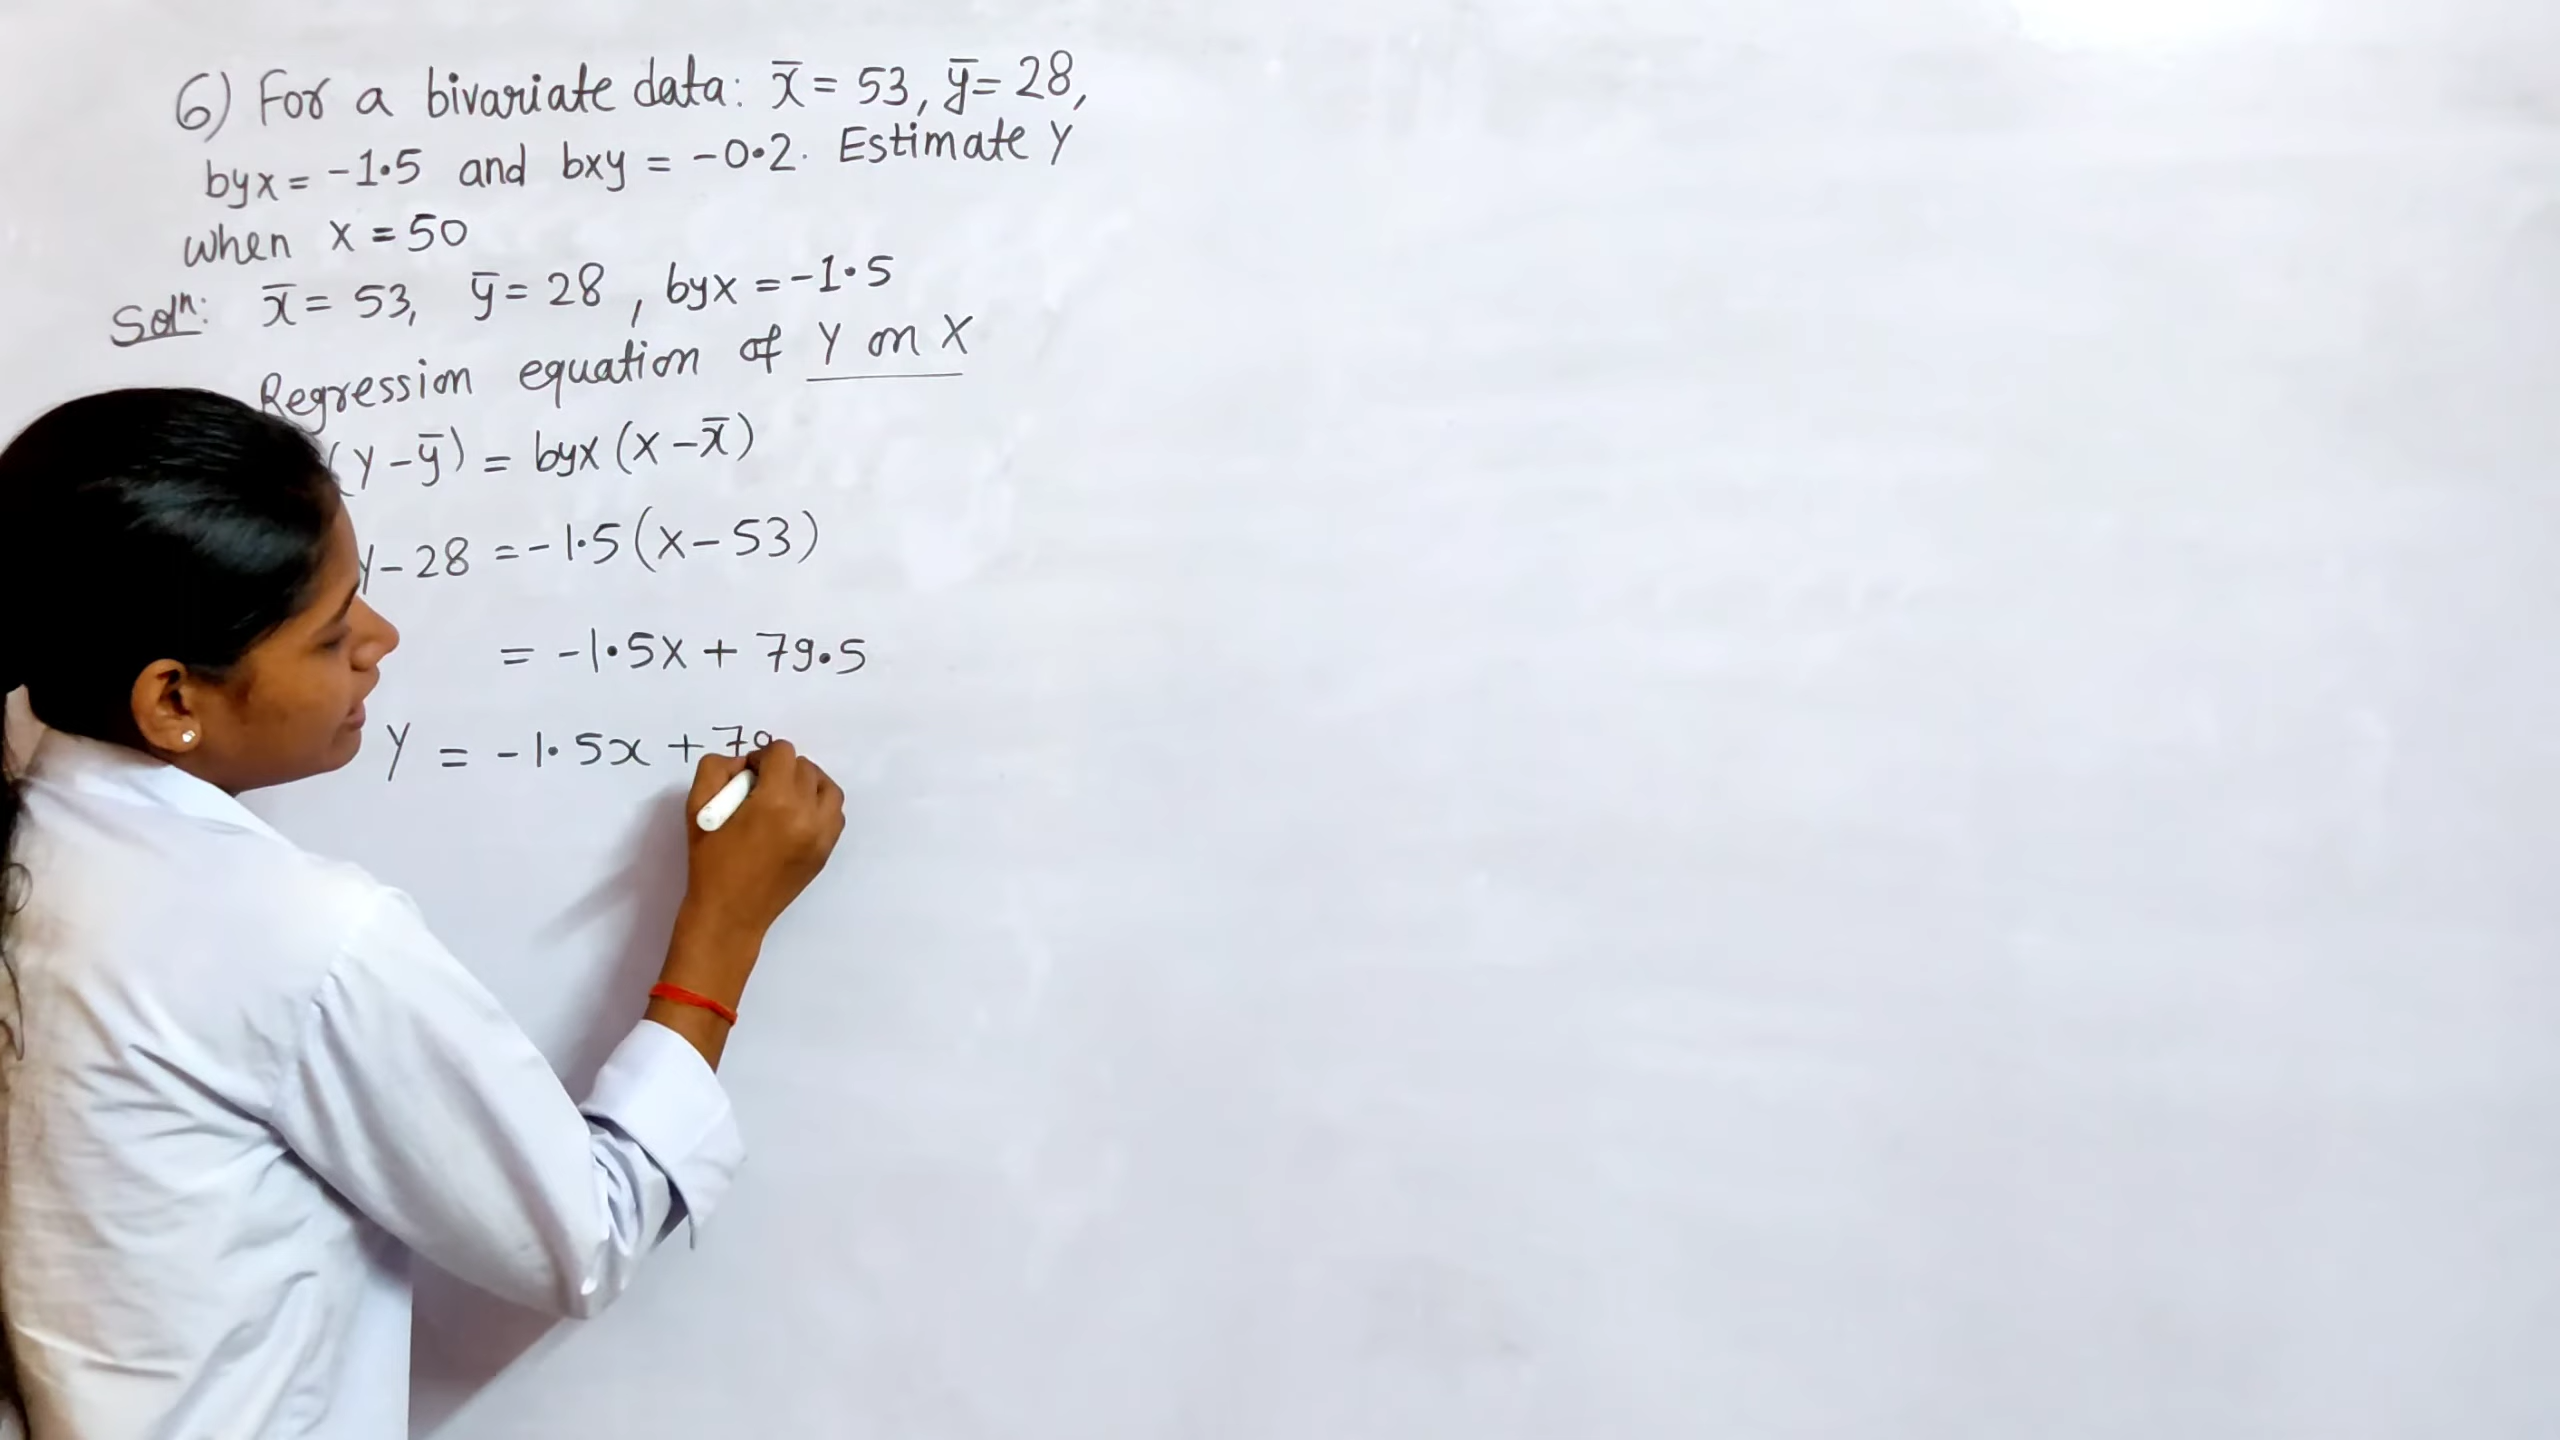 6) For a bivariate data: x̄ = 53, ȳ = 28,
byx = -1·5 and bxy = -0·2. Estimate Y
when X = 50
Solⁿ: x̄ = 53, ȳ = 28, byx = -1·5
Regression equation of Y on X
(Y - ȳ) = byx (X - x̄)
Y - 28 = -1·5 (X - 53)
= -1·5X + 79·5
Y = -1·5x + 79